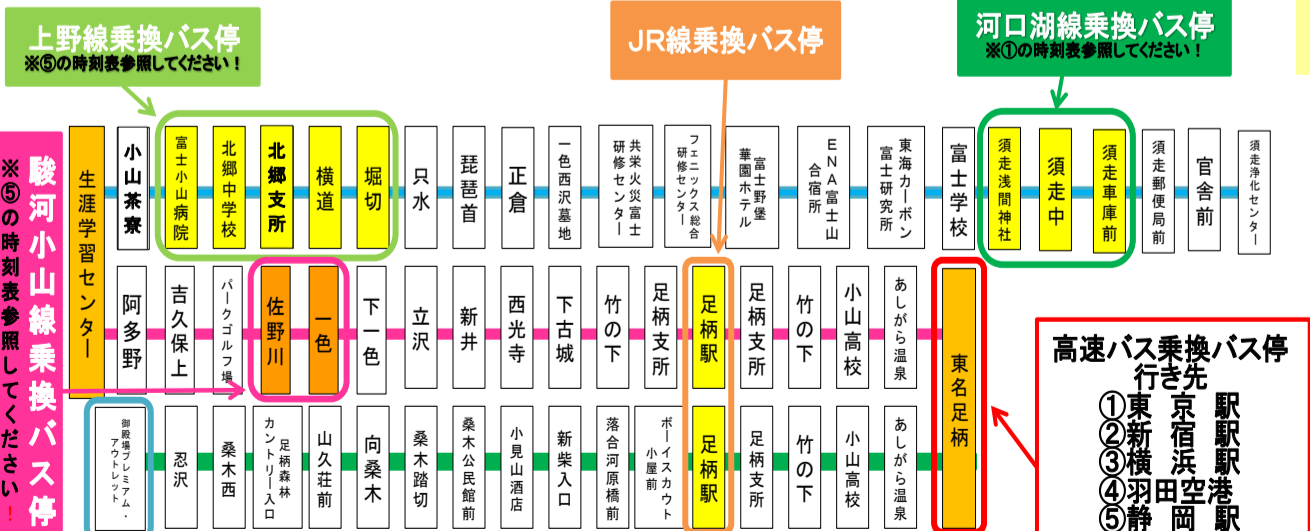 上野線乗換バス停
※⑤の時刻表参照してください！
JR線乗換バス停
河口湖線乗換バス停
※①の時刻表参照してください！
駿河小山線乗換バス停
※⑤の時刻表参照してください！
生涯学習センター
小山茶寮
富士小山病院
北郷中学校
北郷支所
横道
堀切
只水
琵琶首
正倉
一色西沢墓地
共栄火災富士
研修センター
フェニックス総合
研修センター
富士野堡
華園ホテル
ENA富士山
合宿所
東海カーボン
富士研究所
富士学校
須走浅間神社
須走中
須走車庫前
須走郵便局前
官舎前
須走浄化センター
阿多野
吉久保上
パークゴルフ場
佐野川
一色
下一色
立沢
新井
西光寺
下古城
竹の下
足柄支所
足柄駅
足柄支所
竹の下
小山高校
あしがら温泉
東名足柄
御殿場プレミアム・
アウトレット
忍沢
桑木西
足柄森林
カントリー入口
山久荘前
向桑木
桑木踏切
桑木公民館前
小見山酒店
新柴入口
落合河原橋前
ボーイスカウト
小屋前
足柄駅
足柄支所
竹の下
小山高校
あしがら温泉
高速バス乗換バス停
行き先
①東京駅
②新宿駅
③横浜駅
④羽田空港
⑤静岡駅